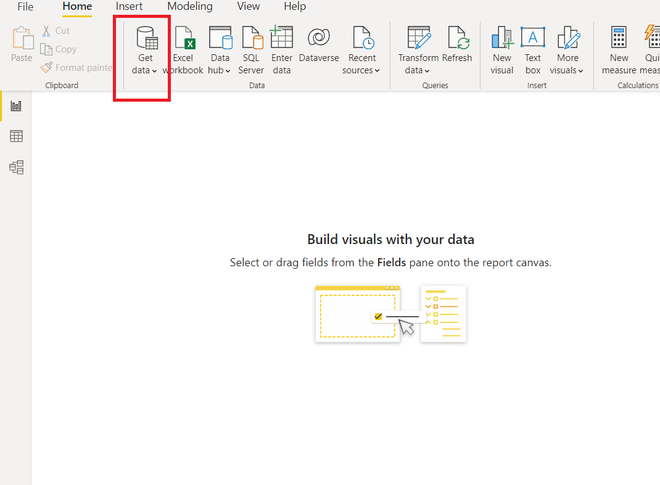 File Home Insert Modeling View Help
Paste
Cut
Copy
Format painte
Clipboard
Get data
Excel workbook
Data hub
SQL Server
Enter data
Dataverse
Recent sources
Data
Transform data
Refresh
Queries
New visual
Text box
More visuals
Insert
New measure
Qui meas
Calculations
Build visuals with your data
Select or drag fields from the Fields pane onto the report canvas.